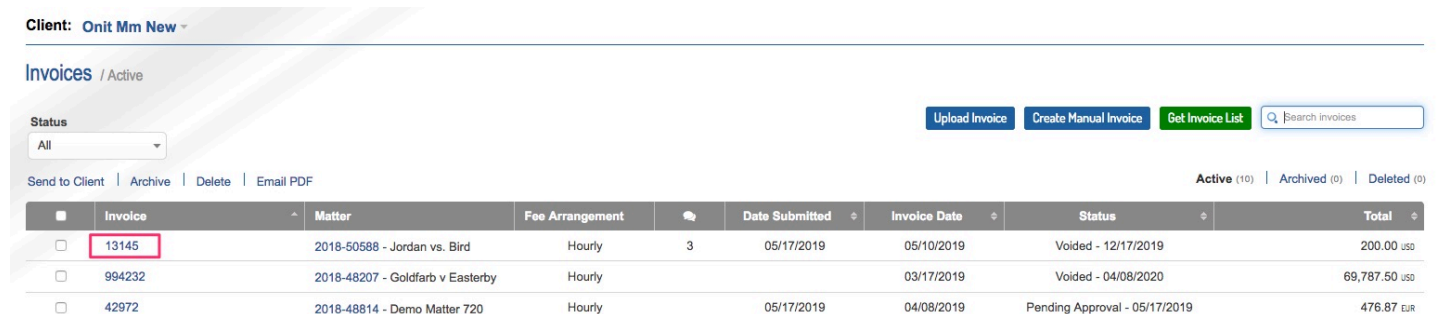 Client: Onit Mm New
Invoices / Active
Status
All
Upload Invoice Create Manual Invoice Get Invoice List Search invoices
Send to Client | Archive | Delete | Email PDF Active (10) | Archived (0) | Deleted (0)
Invoice Matter Fee Arrangement Date Submitted Invoice Date Status Total
13145 2018-50588 - Jordan vs. Bird Hourly 3 05/17/2019 05/10/2019 Voided - 12/17/2019 200.00 USD
994232 2018-48207 - Goldfarb v Easterby Hourly 03/17/2019 Voided - 04/08/2020 69,787.50 USD
42972 2018-48814 - Demo Matter 720 Hourly 05/17/2019 04/08/2019 Pending Approval - 05/17/2019 476.87 EUR